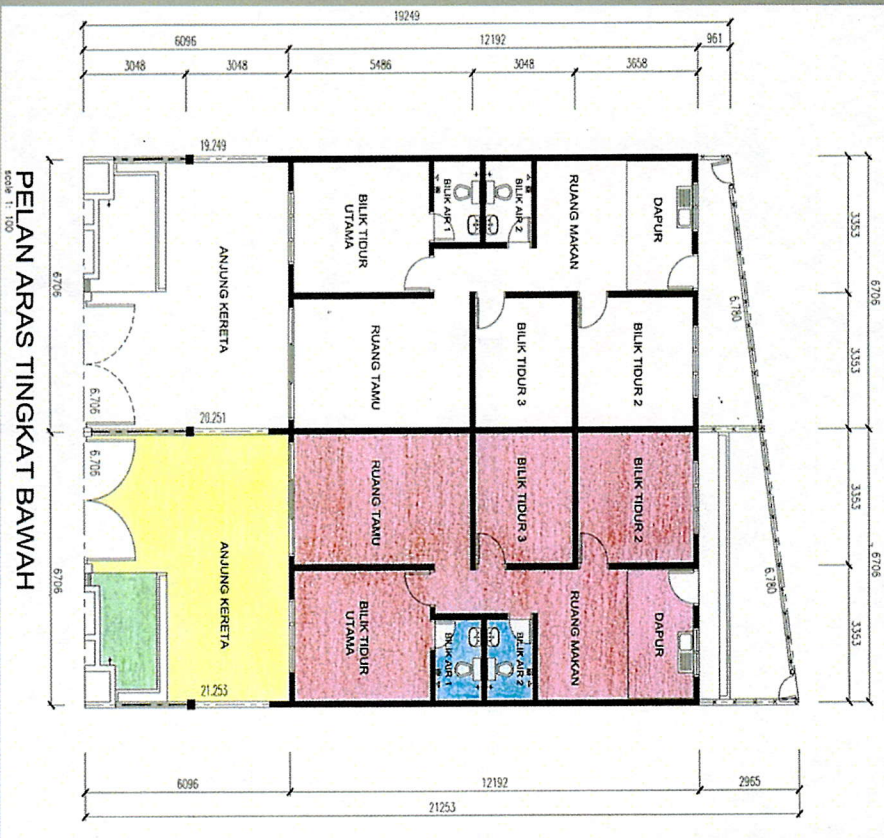 19249
6096
12192
961
3048
3048
5486
3048
3658
19.249
BILIK TIDUR
UTAMA
BILIK AIR 1
BILIK AIR 2
RUANG MAKAN
DAPUR
ANJUNG KERETA
RUANG TAMU
BILIK TIDUR 3
BILIK TIDUR 2
6.780
6.706
20.251
3353
3353
6706
6706
PELAN ARAS TINGKAT BAWAH
scale 1: 100
6.706
ANJUNG KERETA
RUANG TAMU
BILIK TIDUR 3
BILIK TIDUR 2
6.780
BILIK TIDUR
UTAMA
BILIK AIR 1
BILIK AIR 2
RUANG MAKAN
DAPUR
21.253
3353
3353
6706
6706
6096
12192
2965
21253